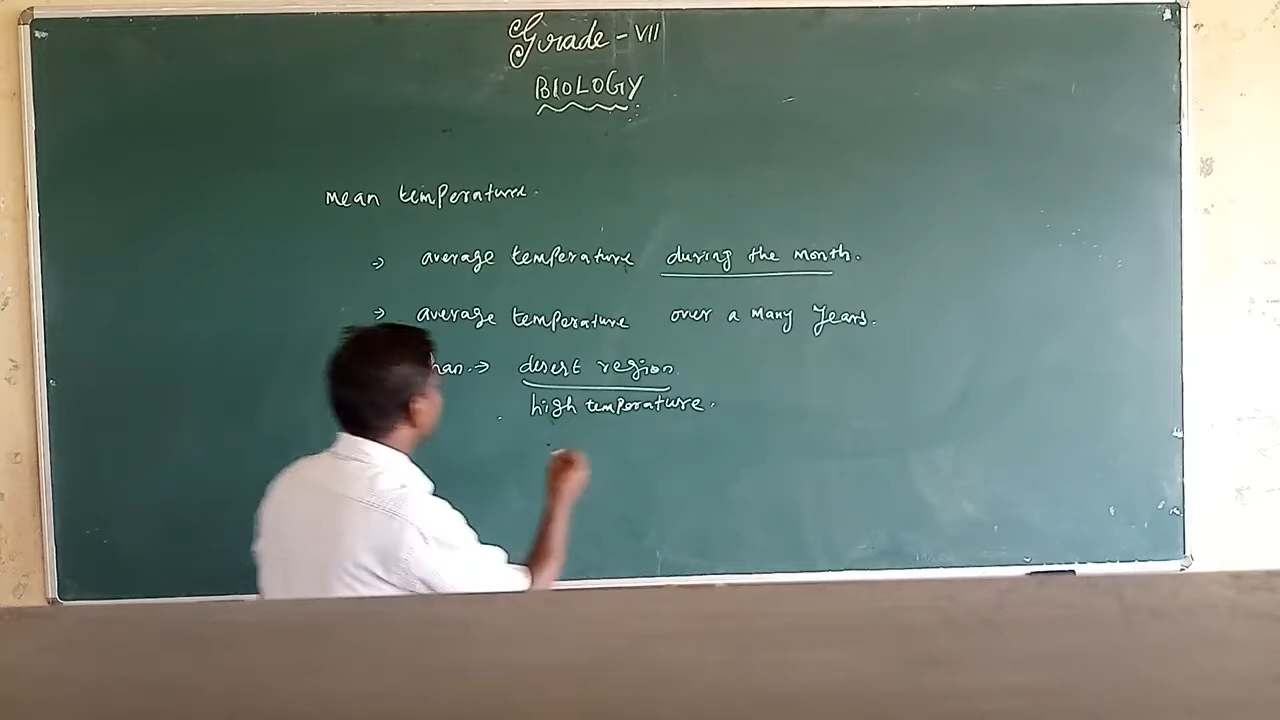 Grade - VII
BIOLOGY
mean temperature.
→ average temperature during the month.
→ average temperature over a many years.
→ desert region.
high temperature.